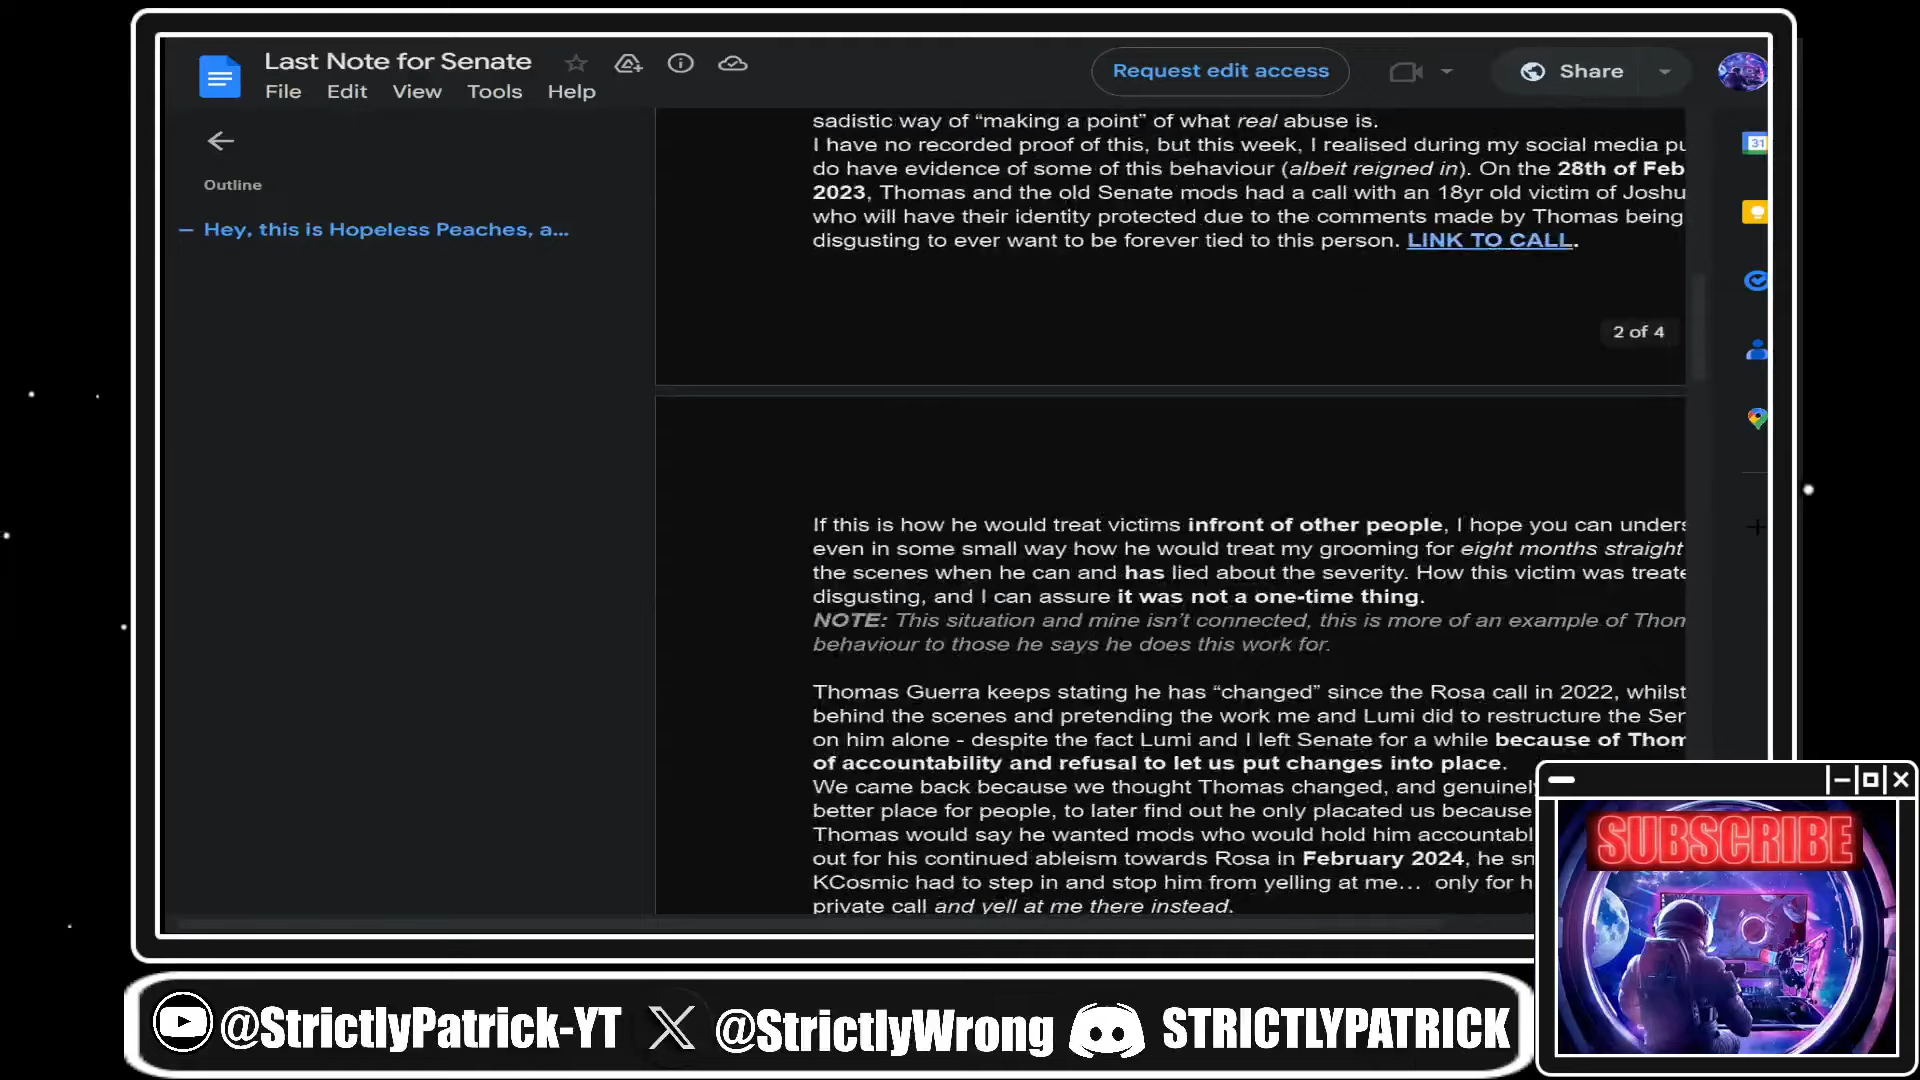 Last Note for Senate
File Edit View Tools Help
Request edit access
Share
Outline
Hey, this is Hopeless Peaches, a...
sadistic way of “making a point” of what real abuse is.
I have no recorded proof of this, but this week, I realised during my social media pu
do have evidence of some of this behaviour (albeit reigned in). On the 28th of Feb
2023, Thomas and the old Senate mods had a call with an 18yr old victim of Joshu
who will have their identity protected due to the comments made by Thomas being
disgusting to ever want to be forever tied to this person. LINK TO CALL.
31
2 of 4
If this is how he would treat victims infront of other people, I hope you can unders
even in some small way how he would treat my grooming for eight months straight
the scenes when he can and has lied about the severity. How this victim was treate
disgusting, and I can assure it was not a one-time thing.
NOTE: This situation and mine isn’t connected, this is more of an example of Thom
behaviour to those he says he does this work for.
Thomas Guerra keeps stating he has “changed” since the Rosa call in 2022, whilst
behind the scenes and pretending the work me and Lumi did to restructure the Ser
on him alone - despite the fact Lumi and I left Senate for a while because of Thom
of accountability and refusal to let us put changes into place.
We came back because we thought Thomas changed, and genuinely
better place for people, to later find out he only placated us because
Thomas would say he wanted mods who would hold him accountabl
out for his continued ableism towards Rosa in February 2024, he sn
KCosmic had to step in and stop him from yelling at me… only for h
private call and yell at me there instead.
SUBSCRIBE
@StrictlyPatrick-YT @StrictlyWrong STRICTLYPATRICK